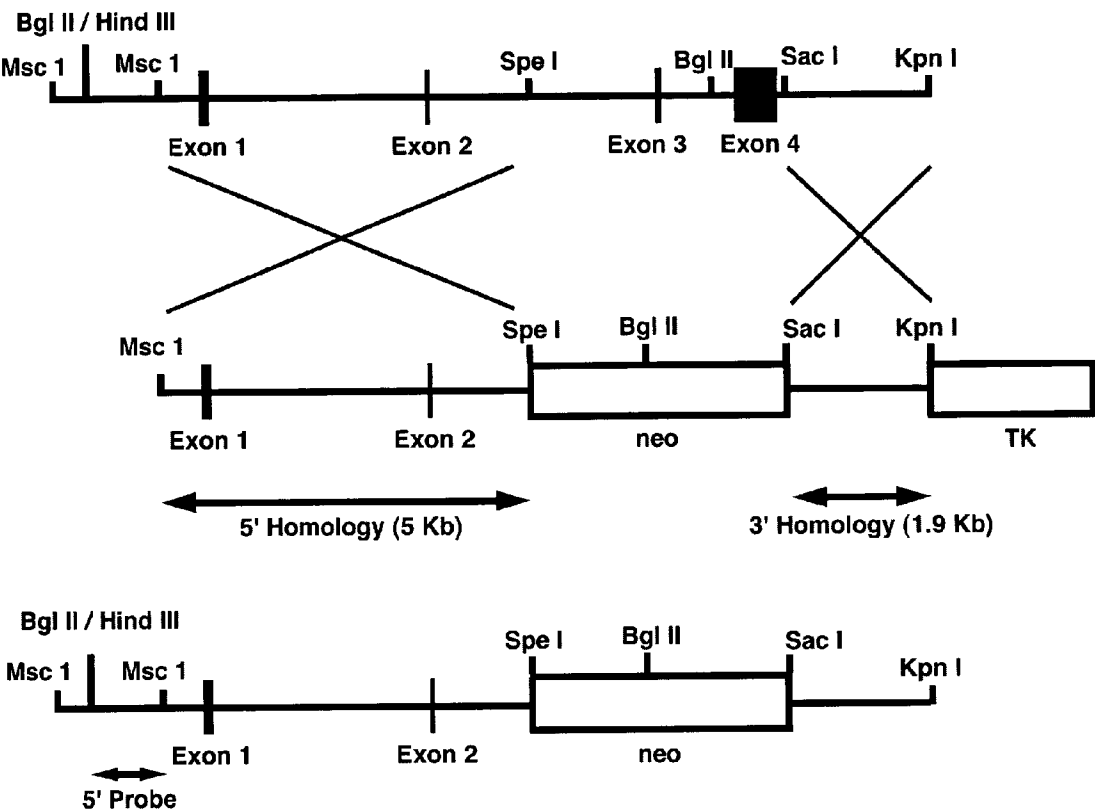 Bgl II / Hind III
Msc 1 Msc 1 Spe I Bgl II Sac I Kpn I
Exon 1 Exon 2 Exon 3 Exon 4
Msc 1 Spe I Bgl II Sac I Kpn I
Exon 1 Exon 2 neo TK
5' Homology (5 Kb) 3' Homology (1.9 Kb)
Bgl II / Hind III
Msc 1 Msc 1 Spe I Bgl II Sac I Kpn I
Exon 1 Exon 2 neo
5' Probe